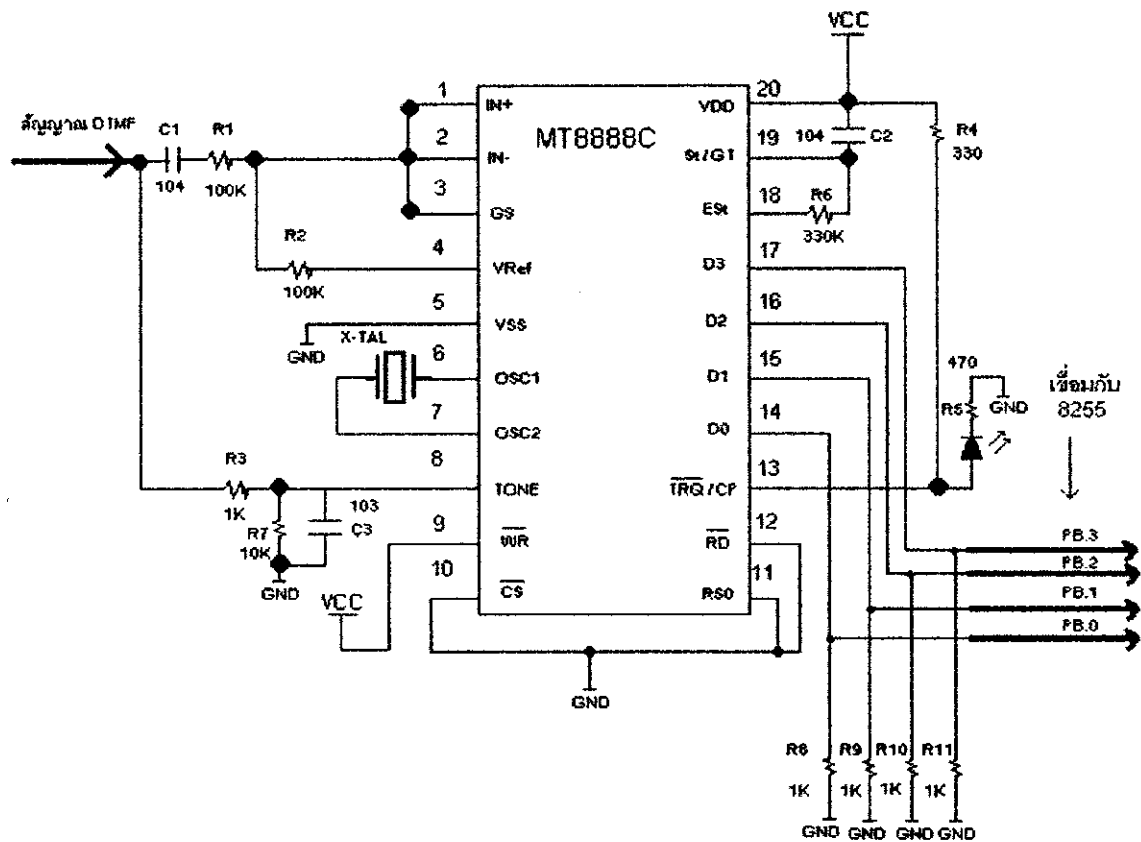 VCC
สัญญาณ DTMF
C1
R1
104
100K
R2
100K
1
2
3
4
5
6
7
8
9
10
IN+
IN-
GS
VRef
VSS
OSC1
OSC2
TONE
WR
CS
MT8888C
VDD
St/GT
ESt
D3
D2
D1
D0
TRQ/CP
RD
RS0
20
19
18
17
16
15
14
13
12
11
104
C2
R4
330
R6
330K
GND
X-TAL
R3
1K
R7
10K
103
C3
GND
VCC
GND
470
R5
GND
เชื่อมกับ
8255
PB.3
PB.2
PB.1
PB.0
R8
R9
R10
R11
1K
1K
1K
1K
GND
GND
GND
GND